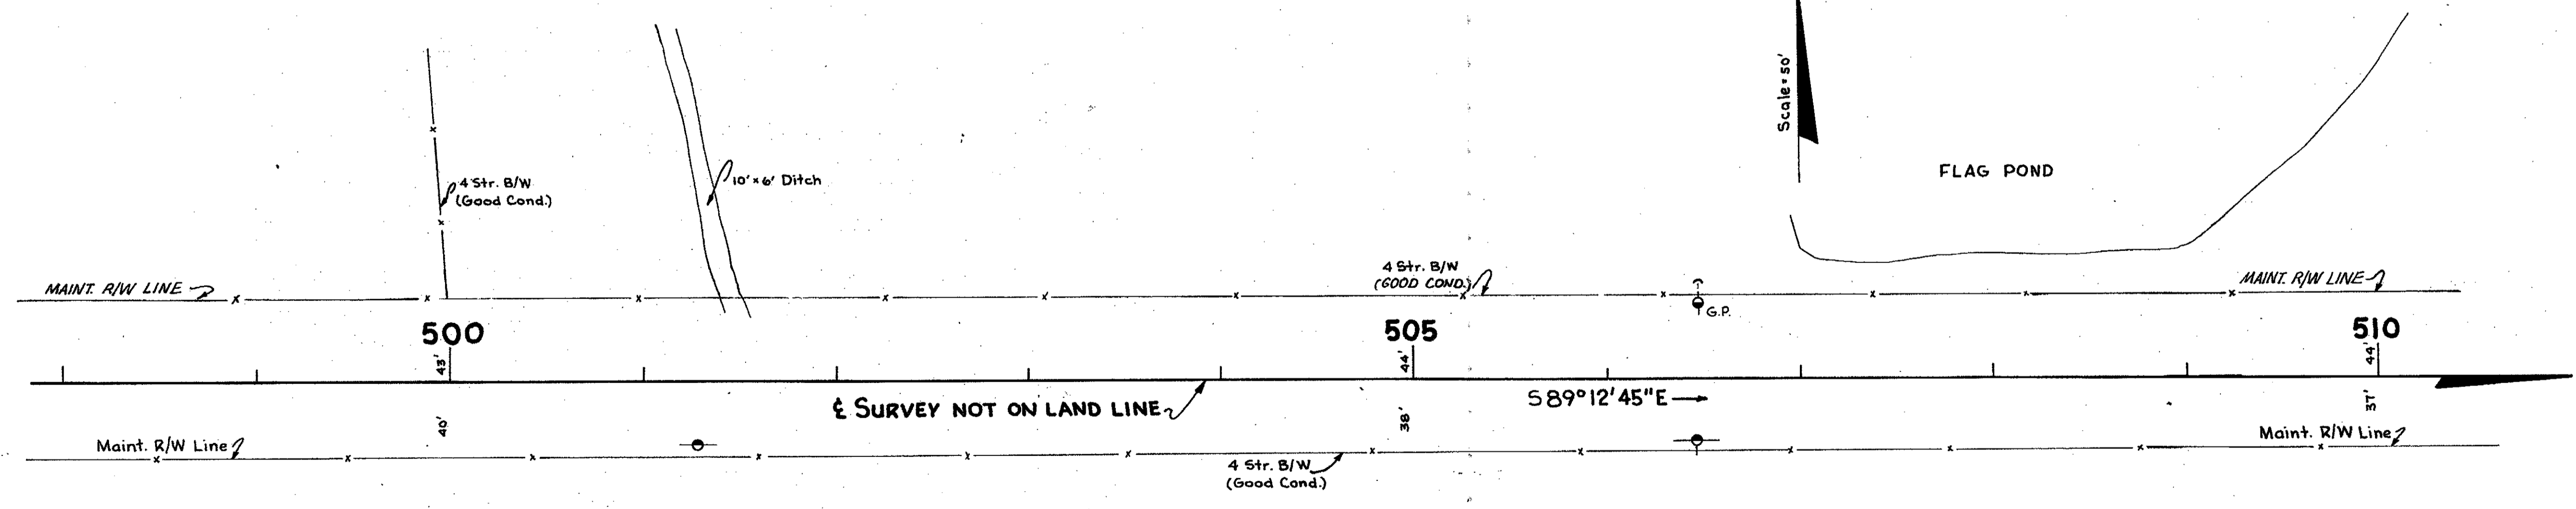 Scale = 50'
FLAG POND
4 Str. B/W
(Good Cond.)
10' x 6' Ditch
MAINT. R/W LINE
4 Str. B/W
(GOOD COND.)
G.P.
MAINT. R/W LINE
500
505
510
43'
44'
44'
℄ SURVEY NOT ON LAND LINE
S89°12'45"E
40'
38'
37'
Maint. R/W Line
4 Str. B/W
(Good Cond.)
Maint. R/W Line